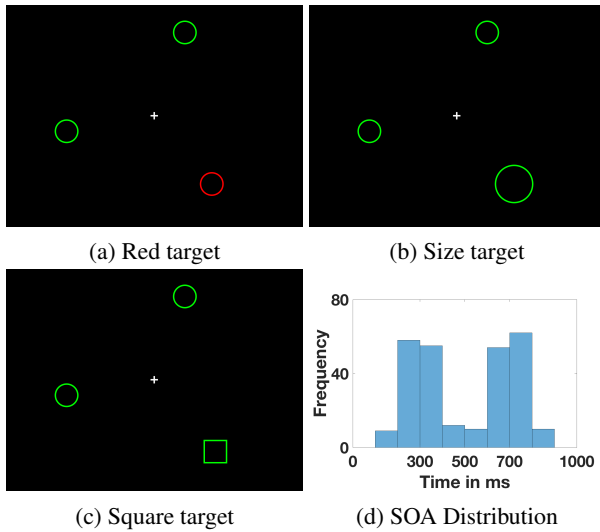 (a) Red target
(b) Size target
(c) Square target
80
40
0
Frequency
0
300
500
700
1000
Time in ms
(d) SOA Distribution